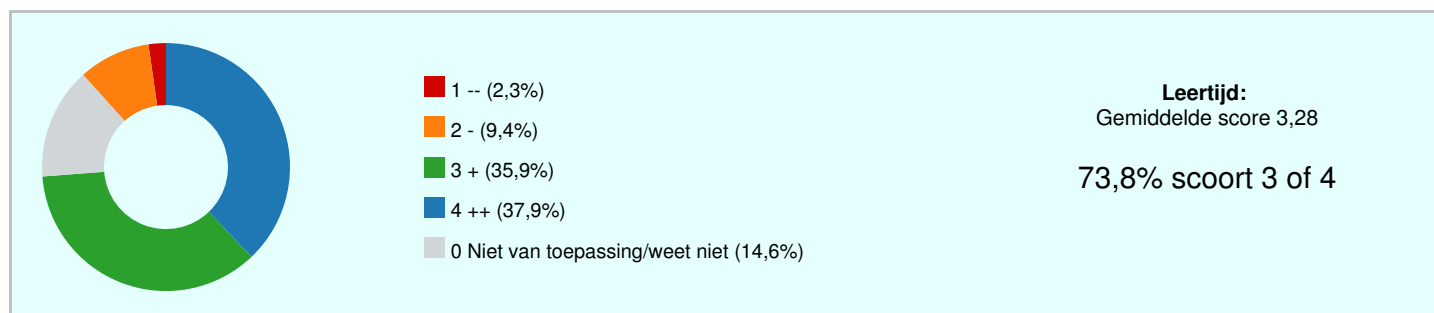 1 -- (2,3%)
2 - (9,4%)
3 + (35,9%)
4 ++ (37,9%)
0 Niet van toepassing/weet niet (14,6%)
Leertijd:
Gemiddelde score 3,28
73,8% scoort 3 of 4